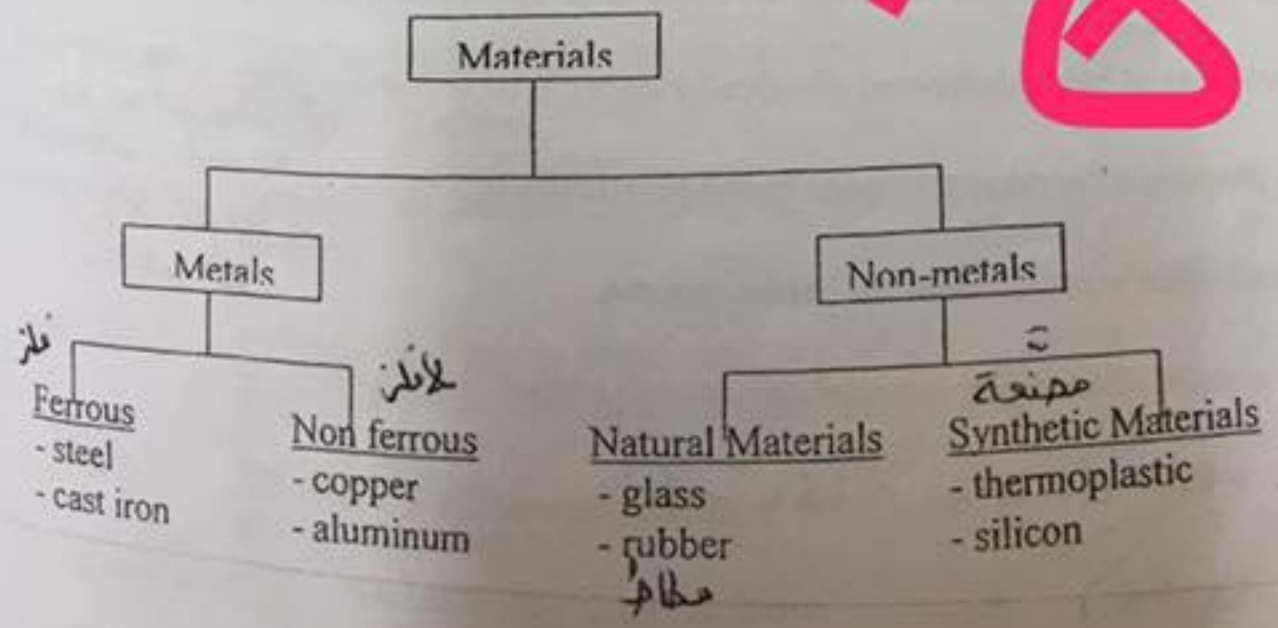 Materials
Metals
Non-metals
فلز
لافلز
مصنعة
Ferrous
- steel
- cast iron
Non ferrous
- copper
- aluminum
Natural Materials
- glass
- rubber
مطاط
Synthetic Materials
- thermoplastic
- silicon